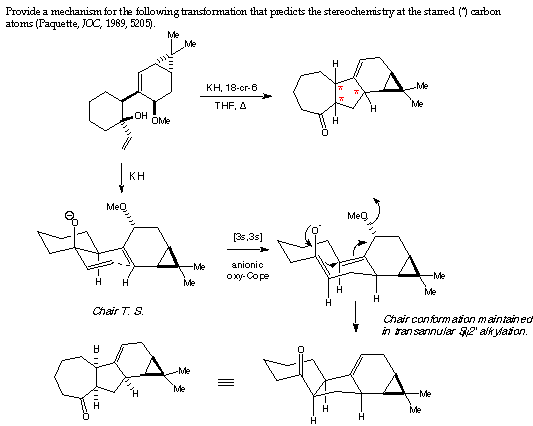 Provide a mechanism for the following transformation that predicts the stereochemistry at the starred (*) carbon
atoms (Paquette, JOC, 1989, 5205).
Me
Me
OH
OMe
KH, 18-cr-6
THF, Δ
H
H
H
O
*
*
*
Me
Me
KH
⊖
O
MeO
H
H
Me
Me
Chair T. S.
[3s,3s]
anionic
oxy-Cope
O⁻
MeO
H
H
H
Me
Me
Chair conformation maintained
in transannular SN2' alkylation.
H
H
H
O
Me
Me
≡
O
H
H
H
Me
Me